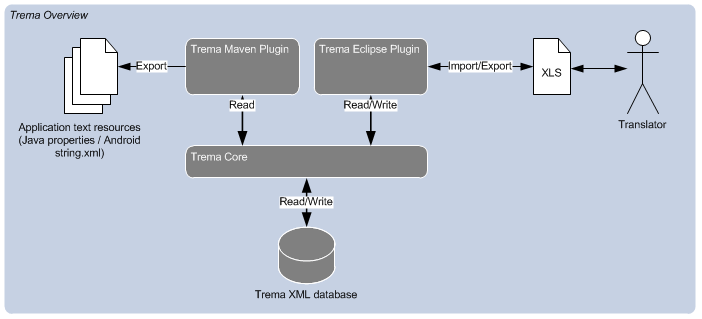 Trema Overview
Trema Maven Plugin
Trema Eclipse Plugin
Export
Import/Export
XLS
Read
Read/Write
Application text resources
(Java properties / Android
string.xml)
Translator
Trema Core
Read/Write
Trema XML database